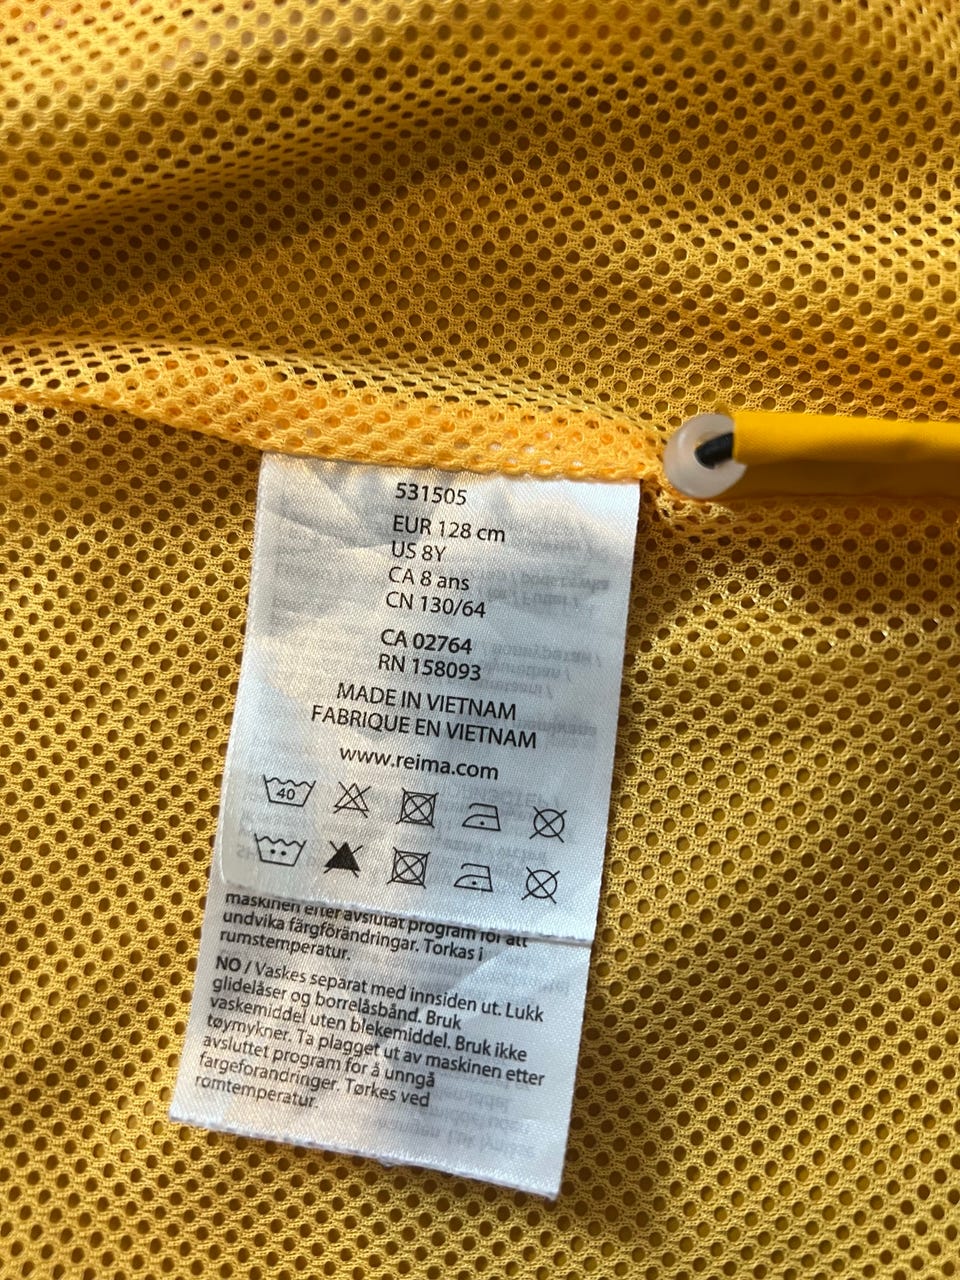 531505
EUR 128 cm
US 8Y
CA 8 ans
CN 130/64
CA 02764
RN 158093
MADE IN VIETNAM
FABRIQUE EN VIETNAM
www.reima.com
40
maskinen efter avslutat program för att
undvika färgförändringar. Torkas i
rumstemperatur.
NO / Vaskes separat med innsiden ut. Lukk
glidelåser og borrelåsbånd. Bruk
vaskemiddel uten blekemiddel. Bruk ikke
tøymykner. Ta plagget ut av maskinen etter
avsluttet program for å unngå
fargeforandringer. Tørkes ved
romtemperatur.